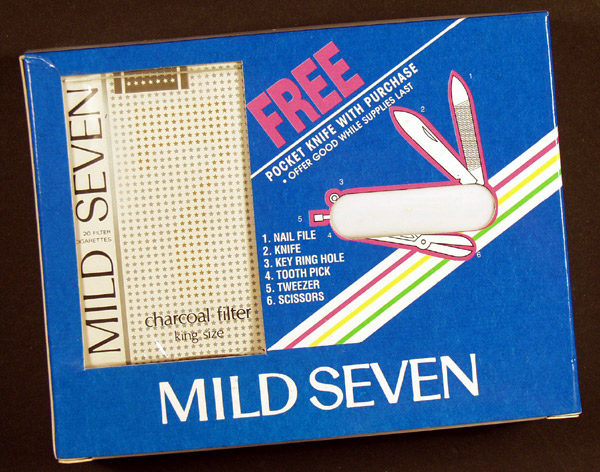 MILD SEVEN
20 FILTER
CIGARETTES
charcoal filter
king size
FREE
POCKET KNIFE WITH PURCHASE
• OFFER GOOD WHILE SUPPLIES LAST
1
2
3
5
4
6
1. NAIL FILE
2. KNIFE
3. KEY RING HOLE
4. TOOTH PICK
5. TWEEZER
6. SCISSORS
MILD SEVEN